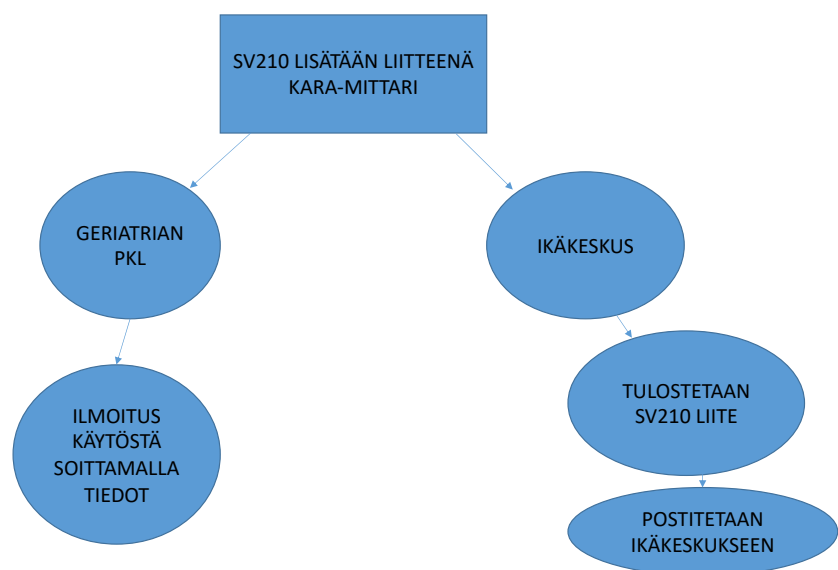 SV210 LISÄTÄÄN LIITTEENÄ
KARA-MITTARI
GERIATRIAN
PKL
IKÄKESKUS
ILMOITUS
KÄYTÖSTÄ
SOITTAMALLA
TIEDOT
TULOSTETAAN
SV210 LIITE
POSTITETAAN
IKÄKESKUKSEEN